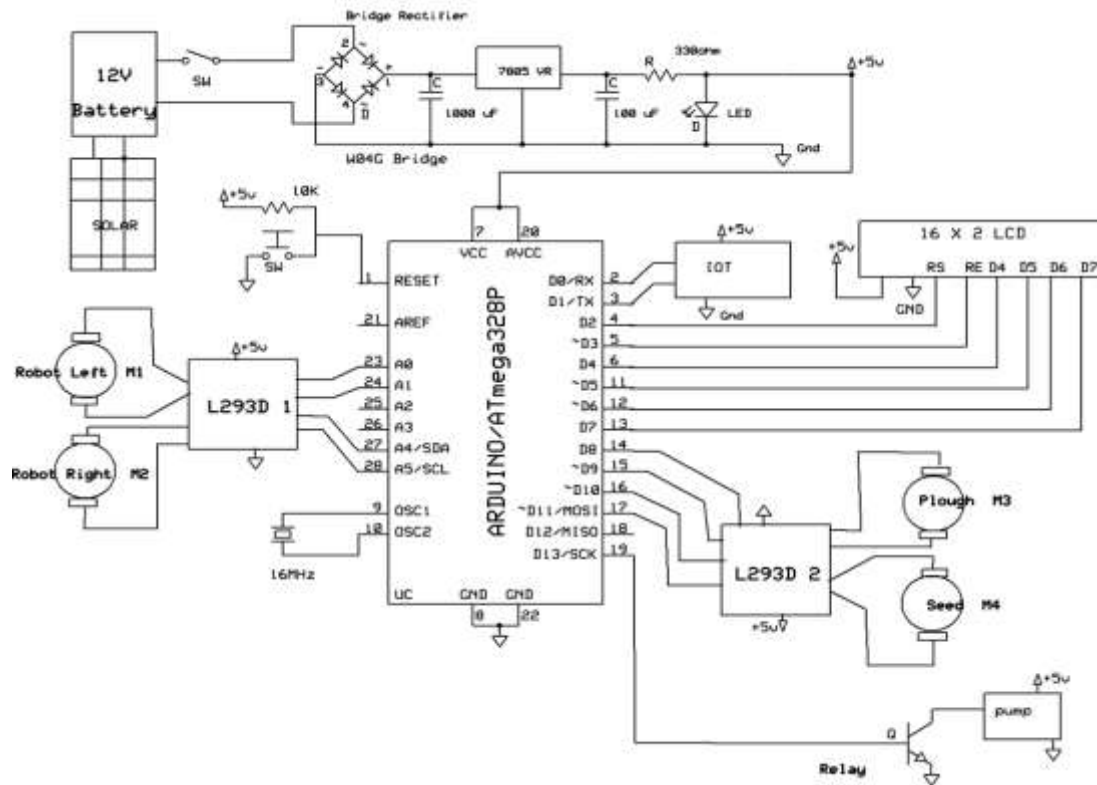 Bridge Rectifier
12V
Battery
SW
2
~
-
3
+
1
4
~
D
C
1000 uF
7805 VR
C
100 uF
R
330ohm
D
LED
+5v
Gnd
W04G Bridge
SOLAR
+5v
10K
SW
7
20
VCC
AVCC
1
RESET
21
AREF
23
A0
24
A1
25
A2
26
A3
27
A4/SDA
28
A5/SCL
9
OSC1
10
OSC2
16MHz
UC
GND
GND
8
22
ARDUINO/ATmega328P
D0/RX
2
D1/TX
3
D2
4
~D3
5
D4
6
~D5
11
~D6
12
D7
13
D8
14
~D9
15
~D10
16
~D11/MOSI
17
D12/MISO
18
D13/SCK
19
+5v
IOT
Gnd
16 X 2 LCD
+5v
GND
RS
RE
D4
D5
D6
D7
Robot Left
M1
Robot Right
M2
+5v
L293D 1
L293D 2
+5v
Plough
M3
Seed
M4
Q
Relay
pump
+5v